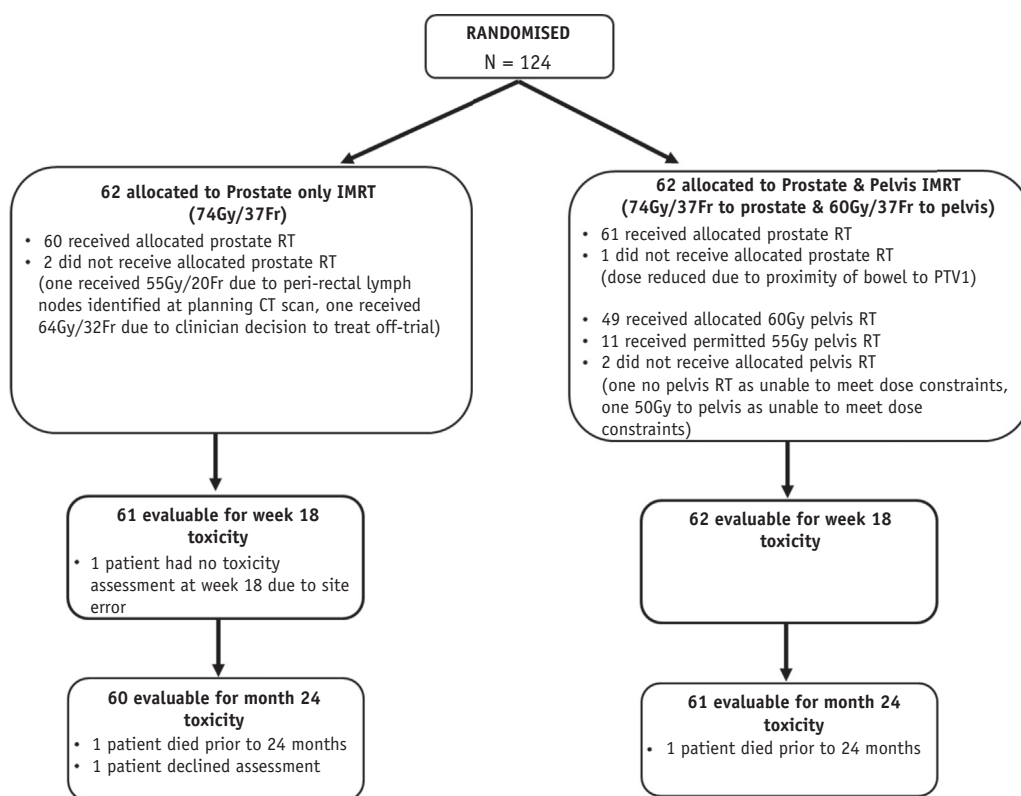 RANDOMISED
N = 124
62 allocated to Prostate only IMRT
(74Gy/37Fr)
• 60 received allocated prostate RT
• 2 did not receive allocated prostate RT
(one received 55Gy/20Fr due to peri-rectal lymph
nodes identified at planning CT scan, one received
64Gy/32Fr due to clinician decision to treat off-trial)
62 allocated to Prostate & Pelvis IMRT
(74Gy/37Fr to prostate & 60Gy/37Fr to pelvis)
• 61 received allocated prostate RT
• 1 did not receive allocated prostate RT
(dose reduced due to proximity of bowel to PTV1)
• 49 received allocated 60Gy pelvis RT
• 11 received permitted 55Gy pelvis RT
• 2 did not receive allocated pelvis RT
(one no pelvis RT as unable to meet dose constraints,
one 50Gy to pelvis as unable to meet dose
constraints)
61 evaluable for week 18
toxicity
• 1 patient had no toxicity
assessment at week 18 due to site
error
62 evaluable for week 18
toxicity
60 evaluable for month 24
toxicity
• 1 patient died prior to 24 months
• 1 patient declined assessment
61 evaluable for month 24
toxicity
• 1 patient died prior to 24 months